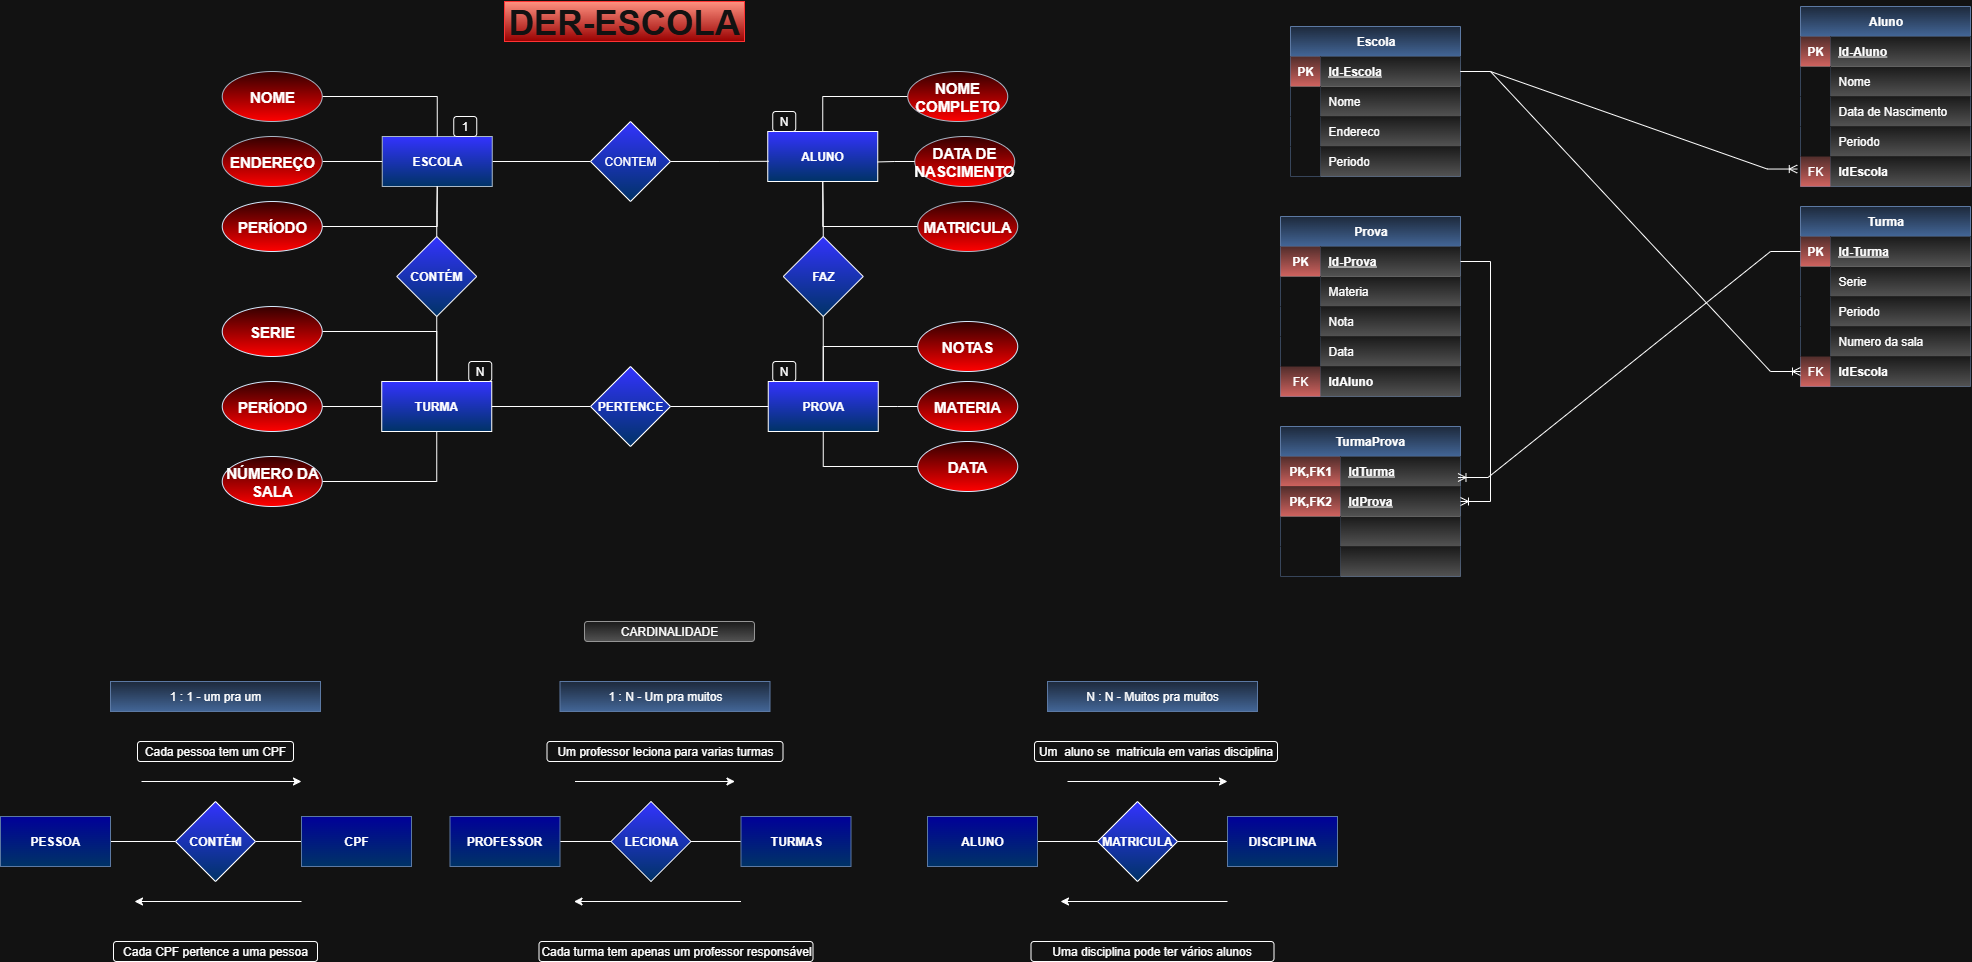 DER-ESCOLA
NOME
ENDEREÇO
PERÍODO
1
ESCOLA
CONTEM
N
ALUNO
NOME
COMPLETO
DATA DE
NASCIMENTO
MATRICULA
CONTÉM
FAZ
SERIE
PERÍODO
NÚMERO DA
SALA
N
TURMA
PERTENCE
N
PROVA
NOTAS
MATERIA
DATA
Escola
PK Id-Escola
Nome
Endereco
Periodo
Aluno
PK Id-Aluno
Nome
Data de Nascimento
Periodo
FK IdEscola
Prova
PK Id-Prova
Materia
Nota
Data
FK IdAluno
Turma
PK Id-Turma
Serie
Periodo
Numero da sala
FK IdEscola
TurmaProva
PK,FK1 IdTurma
PK,FK2 IdProva
CARDINALIDADE
1 : 1 - um pra um
Cada pessoa tem um CPF
PESSOA
CONTÉM
CPF
Cada CPF pertence a uma pessoa
1 : N - Um pra muitos
Um professor leciona para varias turmas
PROFESSOR
LECIONA
TURMAS
Cada turma tem apenas um professor responsável
N : N - Muitos pra muitos
Um aluno se matricula em varias disciplina
ALUNO
MATRICULA
DISCIPLINA
Uma disciplina pode ter vários alunos